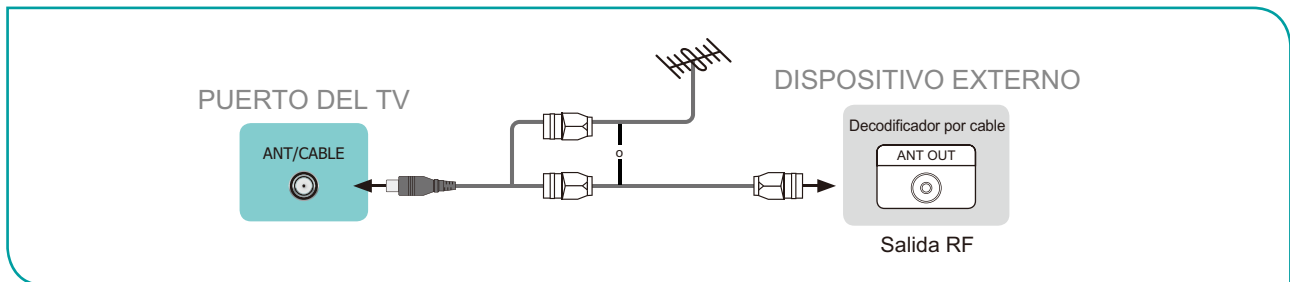 PUERTO DEL TV
ANT/CABLE
o
DISPOSITIVO EXTERNO
Decodificador por cable
ANT OUT
Salida RF